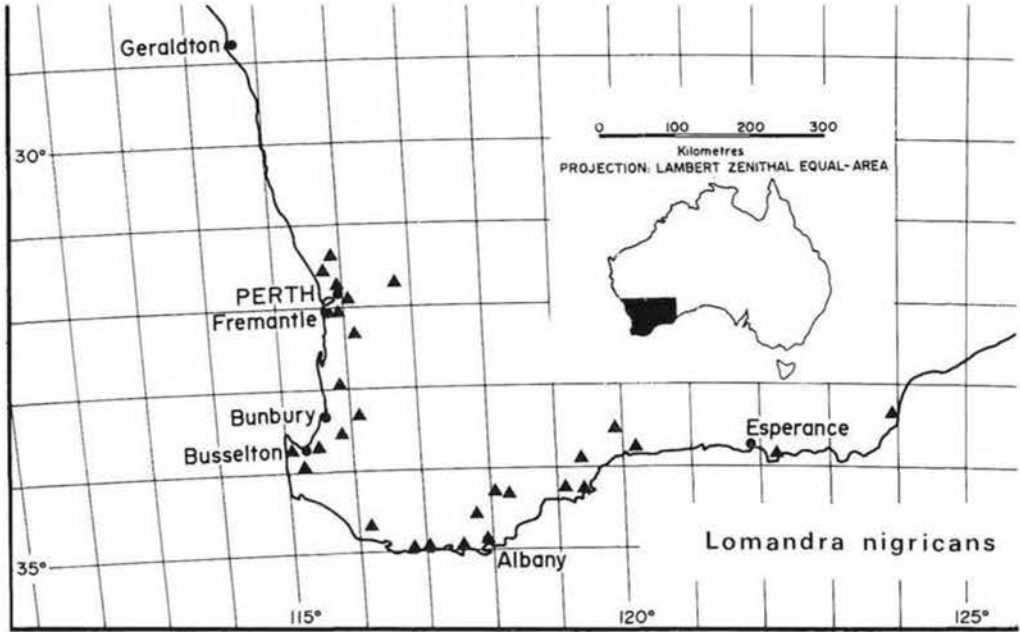 Geraldton
0 100 200 300
Kilometres
PROJECTION: LAMBERT ZENITHAL EQUAL-AREA
30°
PERTH
Fremantle
Bunbury
Busselton
Esperance
Albany
Lomandra nigricans
35°
115° 120° 125°